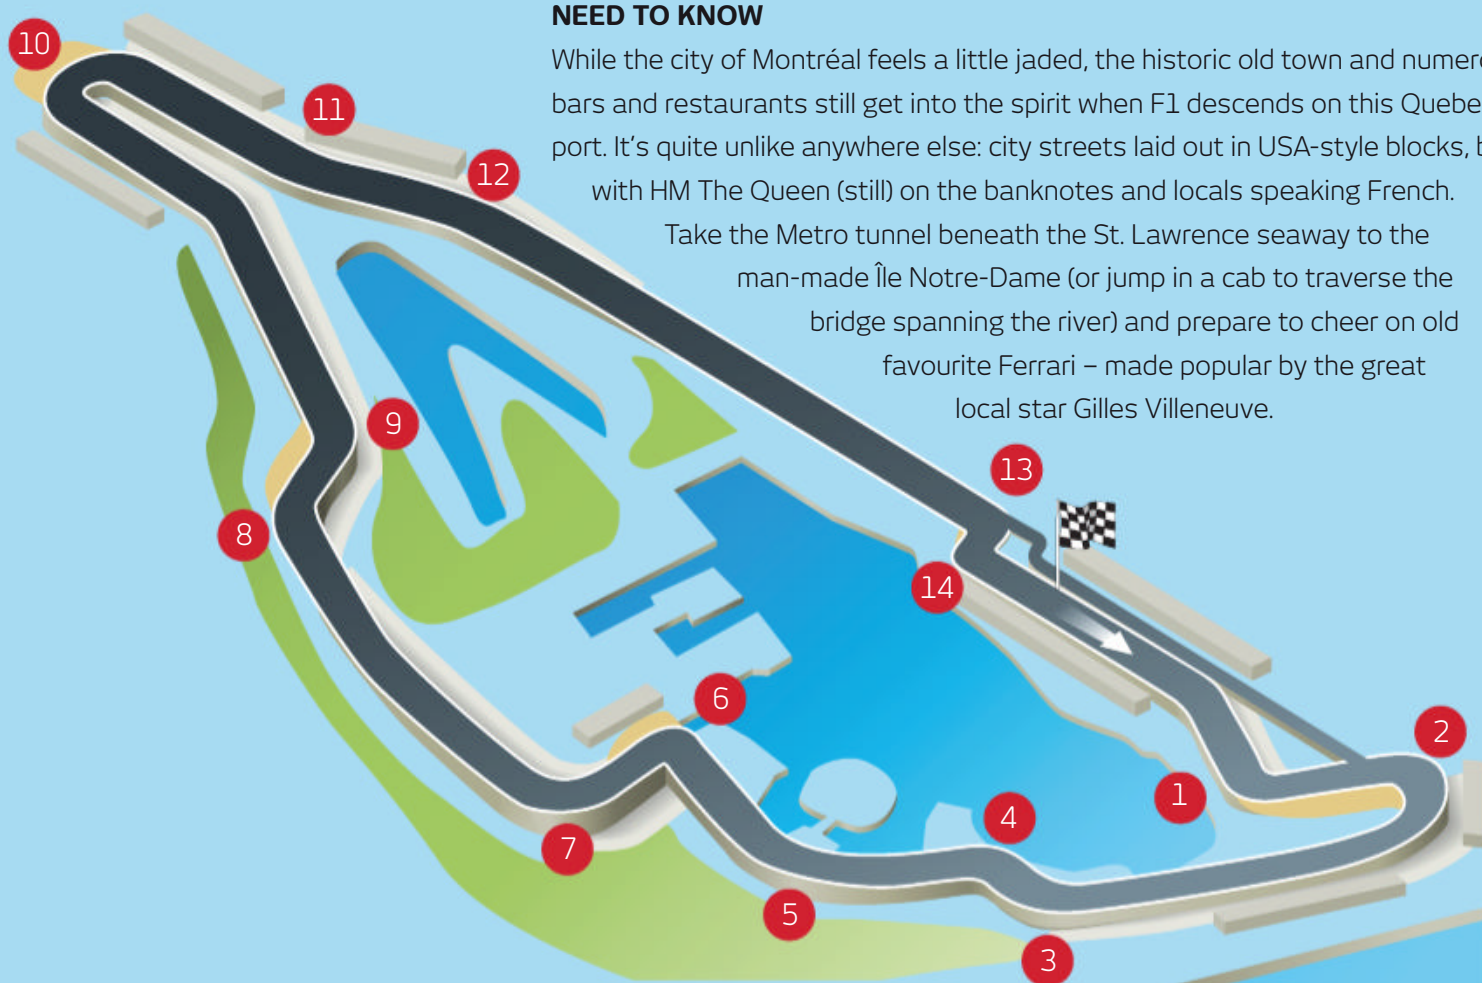 NEED TO KNOW
While the city of Montréal feels a little jaded, the historic old town and numer
bars and restaurants still get into the spirit when F1 descends on this Quebe
port. It’s quite unlike anywhere else: city streets laid out in USA-style blocks, b
with HM The Queen (still) on the banknotes and locals speaking French.
Take the Metro tunnel beneath the St. Lawrence seaway to the
man-made Île Notre-Dame (or jump in a cab to traverse the
bridge spanning the river) and prepare to cheer on old
favourite Ferrari – made popular by the great
local star Gilles Villeneuve.
10
11
12
9
13
8
14
6
2
1
4
7
5
3